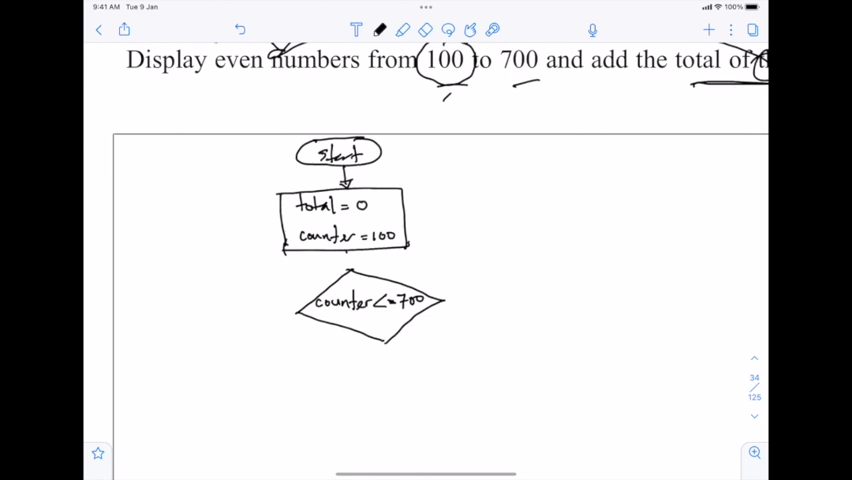 9:41 AM Tue 9 Jan
100%
Display even numbers from 100 to 700 and add the total of
start
total = 0
counter = 100
counter <= 700
34
125